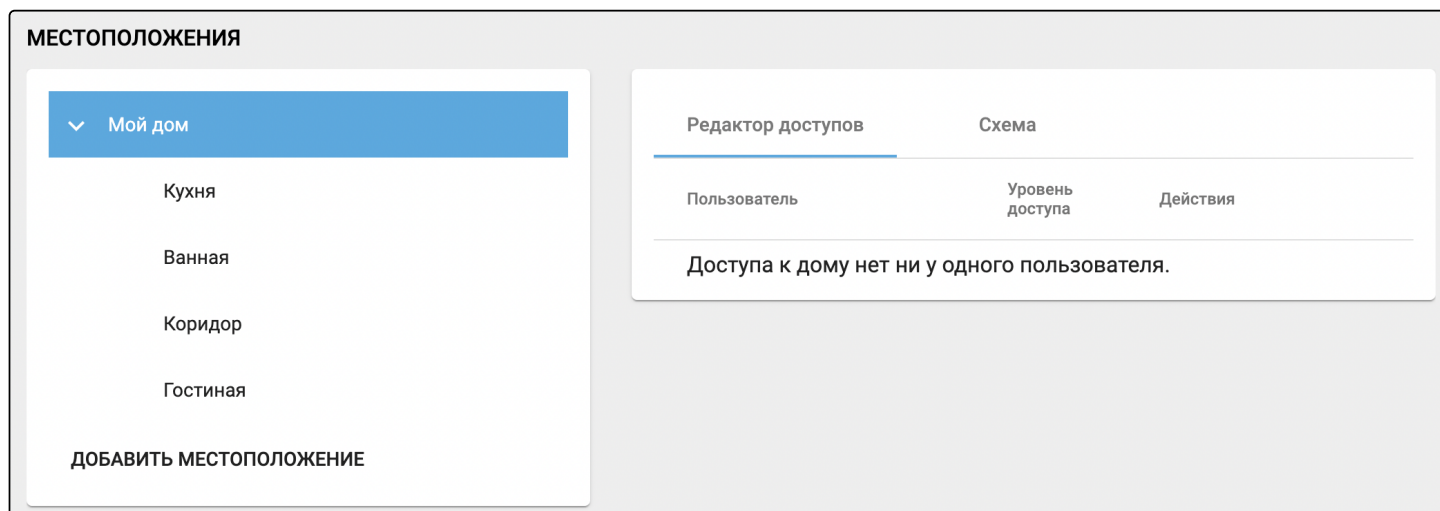 МЕСТОПОЛОЖЕНИЯ
Мой дом
Кухня
Ванная
Коридор
Гостиная
ДОБАВИТЬ МЕСТОПОЛОЖЕНИЕ
Редактор доступов
Схема
Пользователь
Уровень
доступа
Действия
Доступа к дому нет ни у одного пользователя.